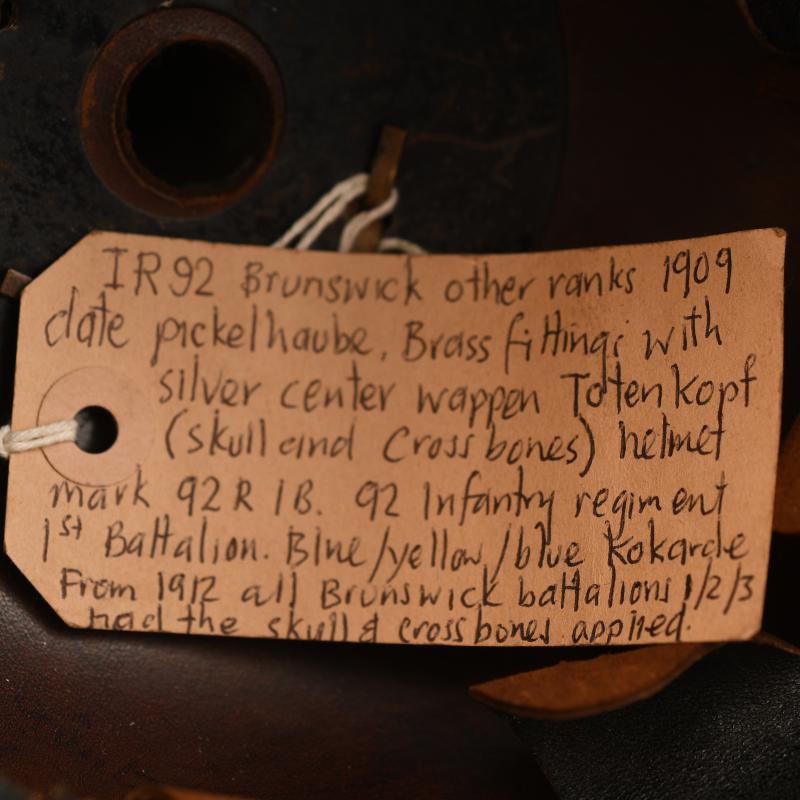 IR92 Brunswick other ranks 1909
date pickelhaube. Brass fittings with
silver center wappen Totenkopf
(skull and Cross bones) helmet
mark 92 R 1B. 92 Infantry regiment
1st Battalion. Blue/yellow/blue Kokarde
From 1912 all Brunswick battalions 1/2/3
had the skull & cross bones applied.